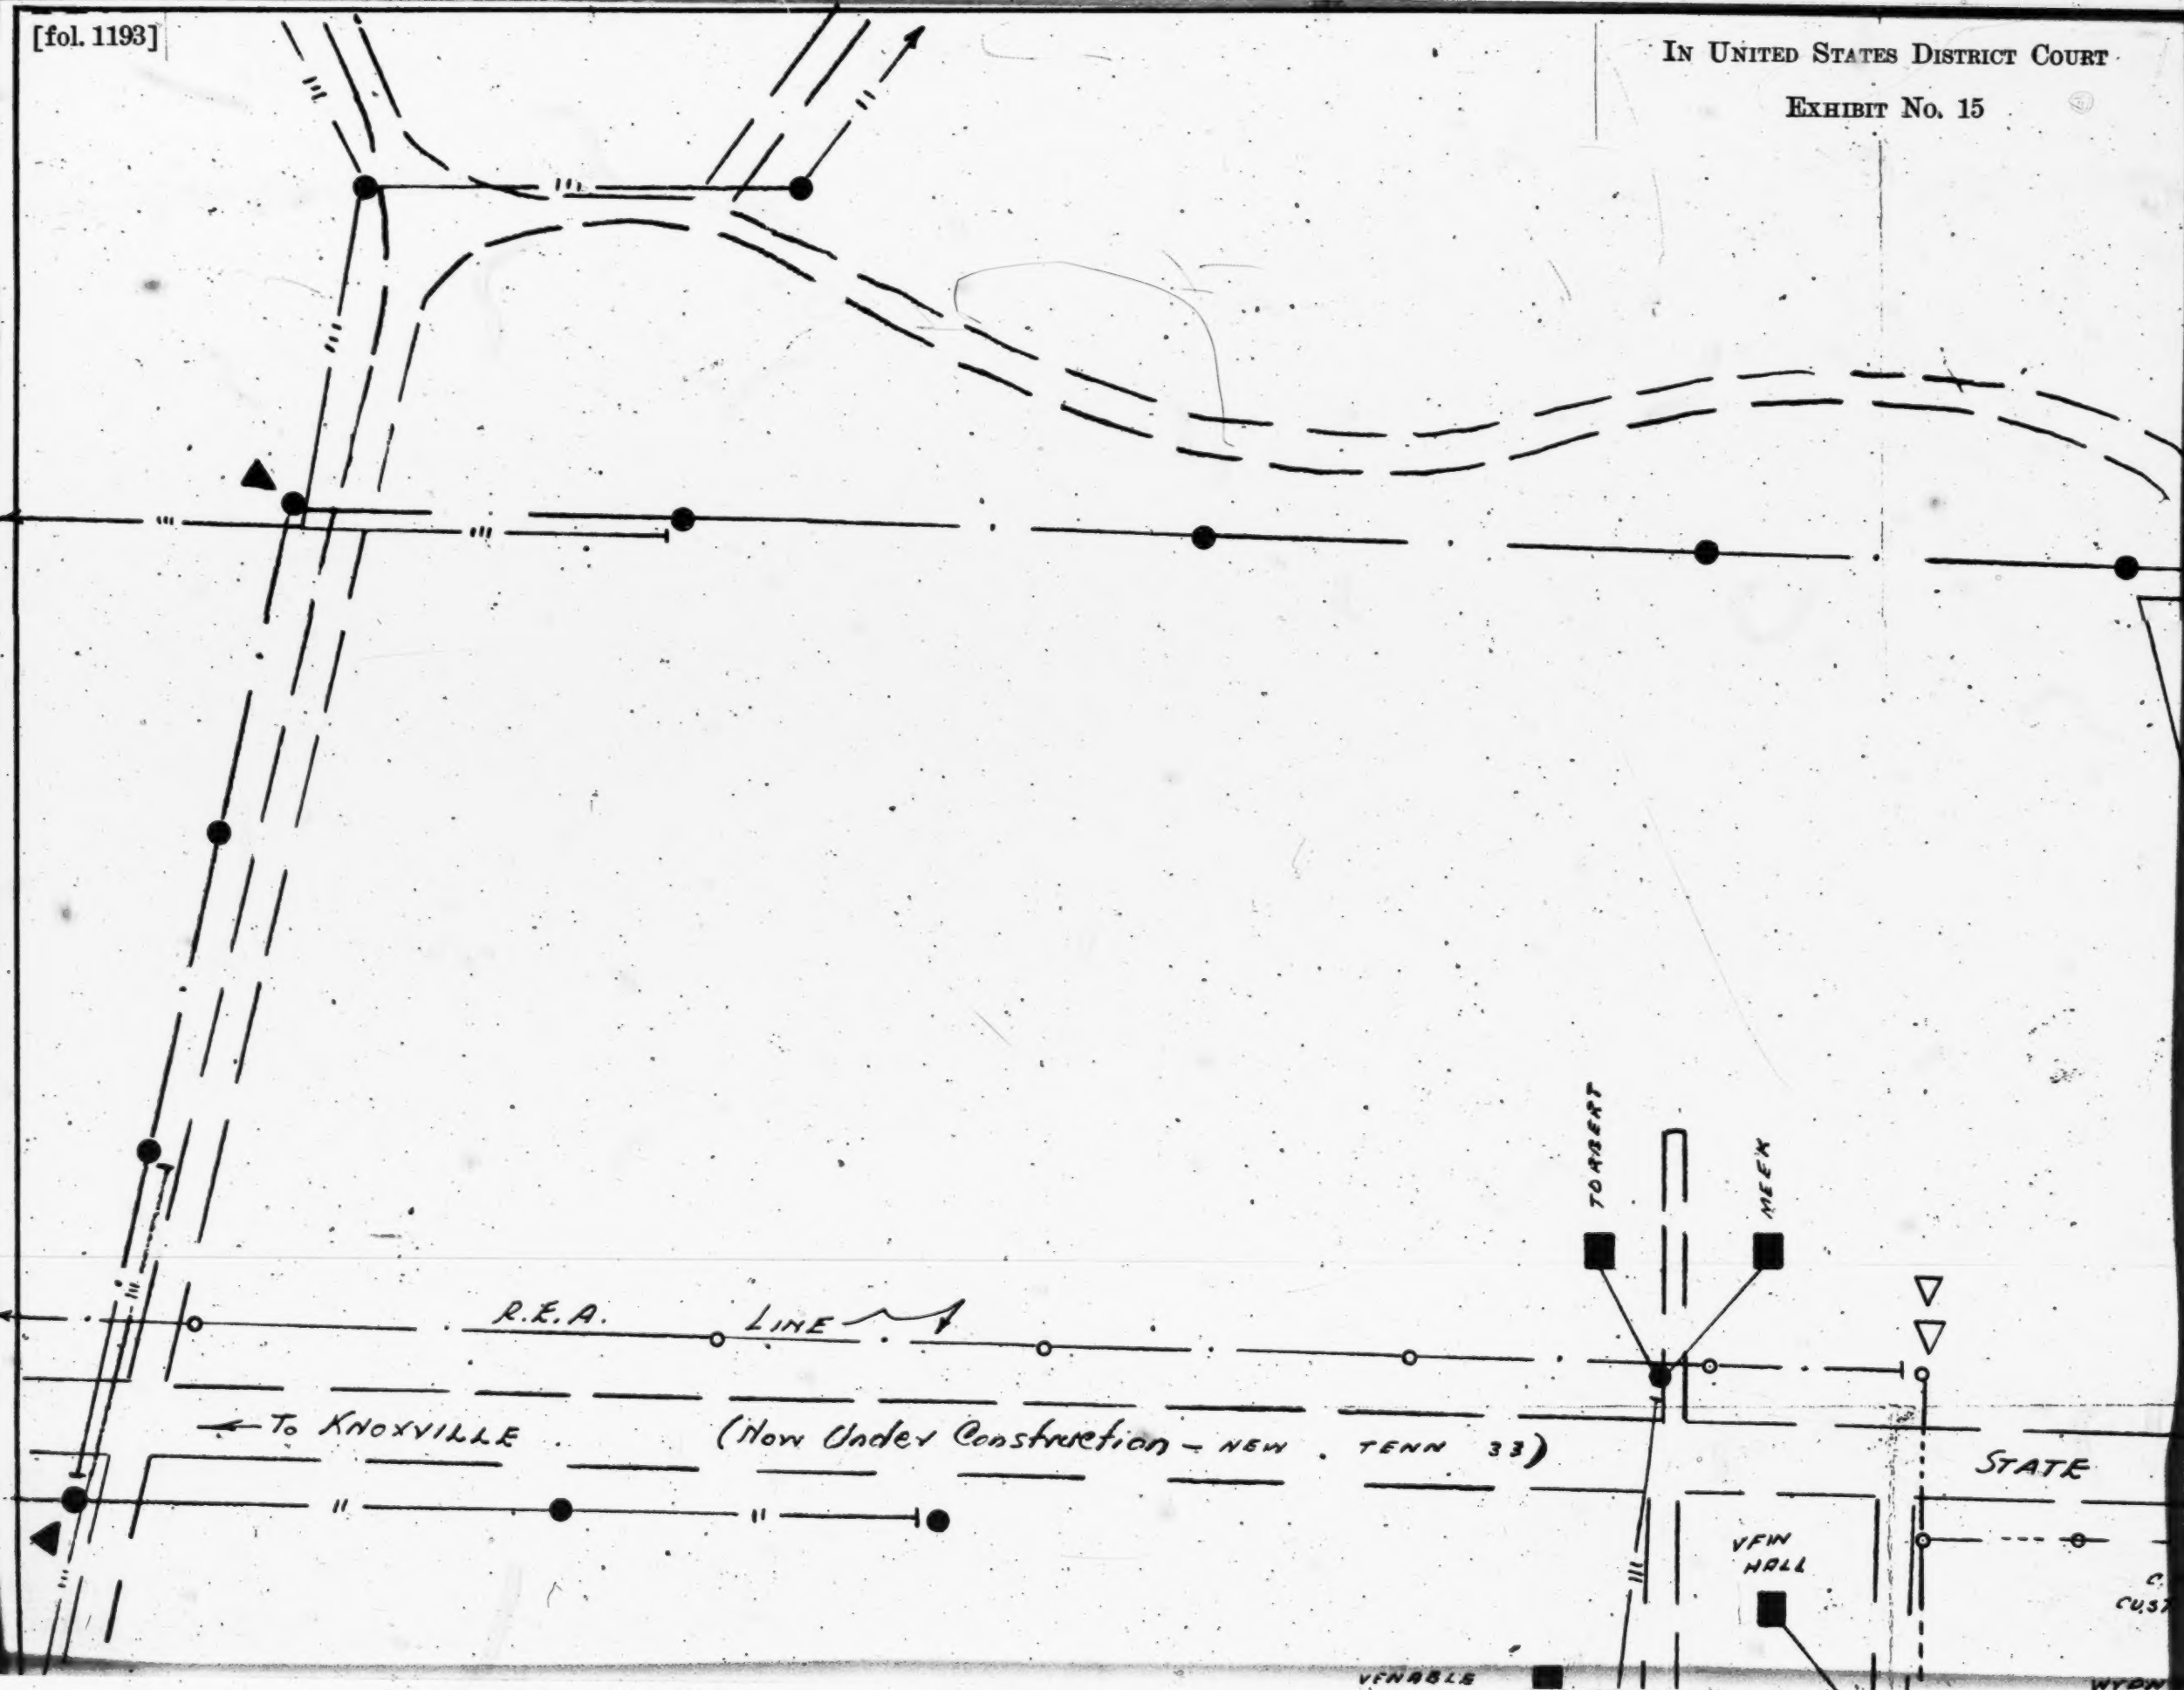 [fol. 1193]
IN UNITED STATES DISTRICT COURT
EXHIBIT No. 15
TORBERT
MEEK
R.E.A. LINE
← To KNOXVILLE (Now Under Construction - NEW . TENN 33)
STATE
HALL
VENABLE